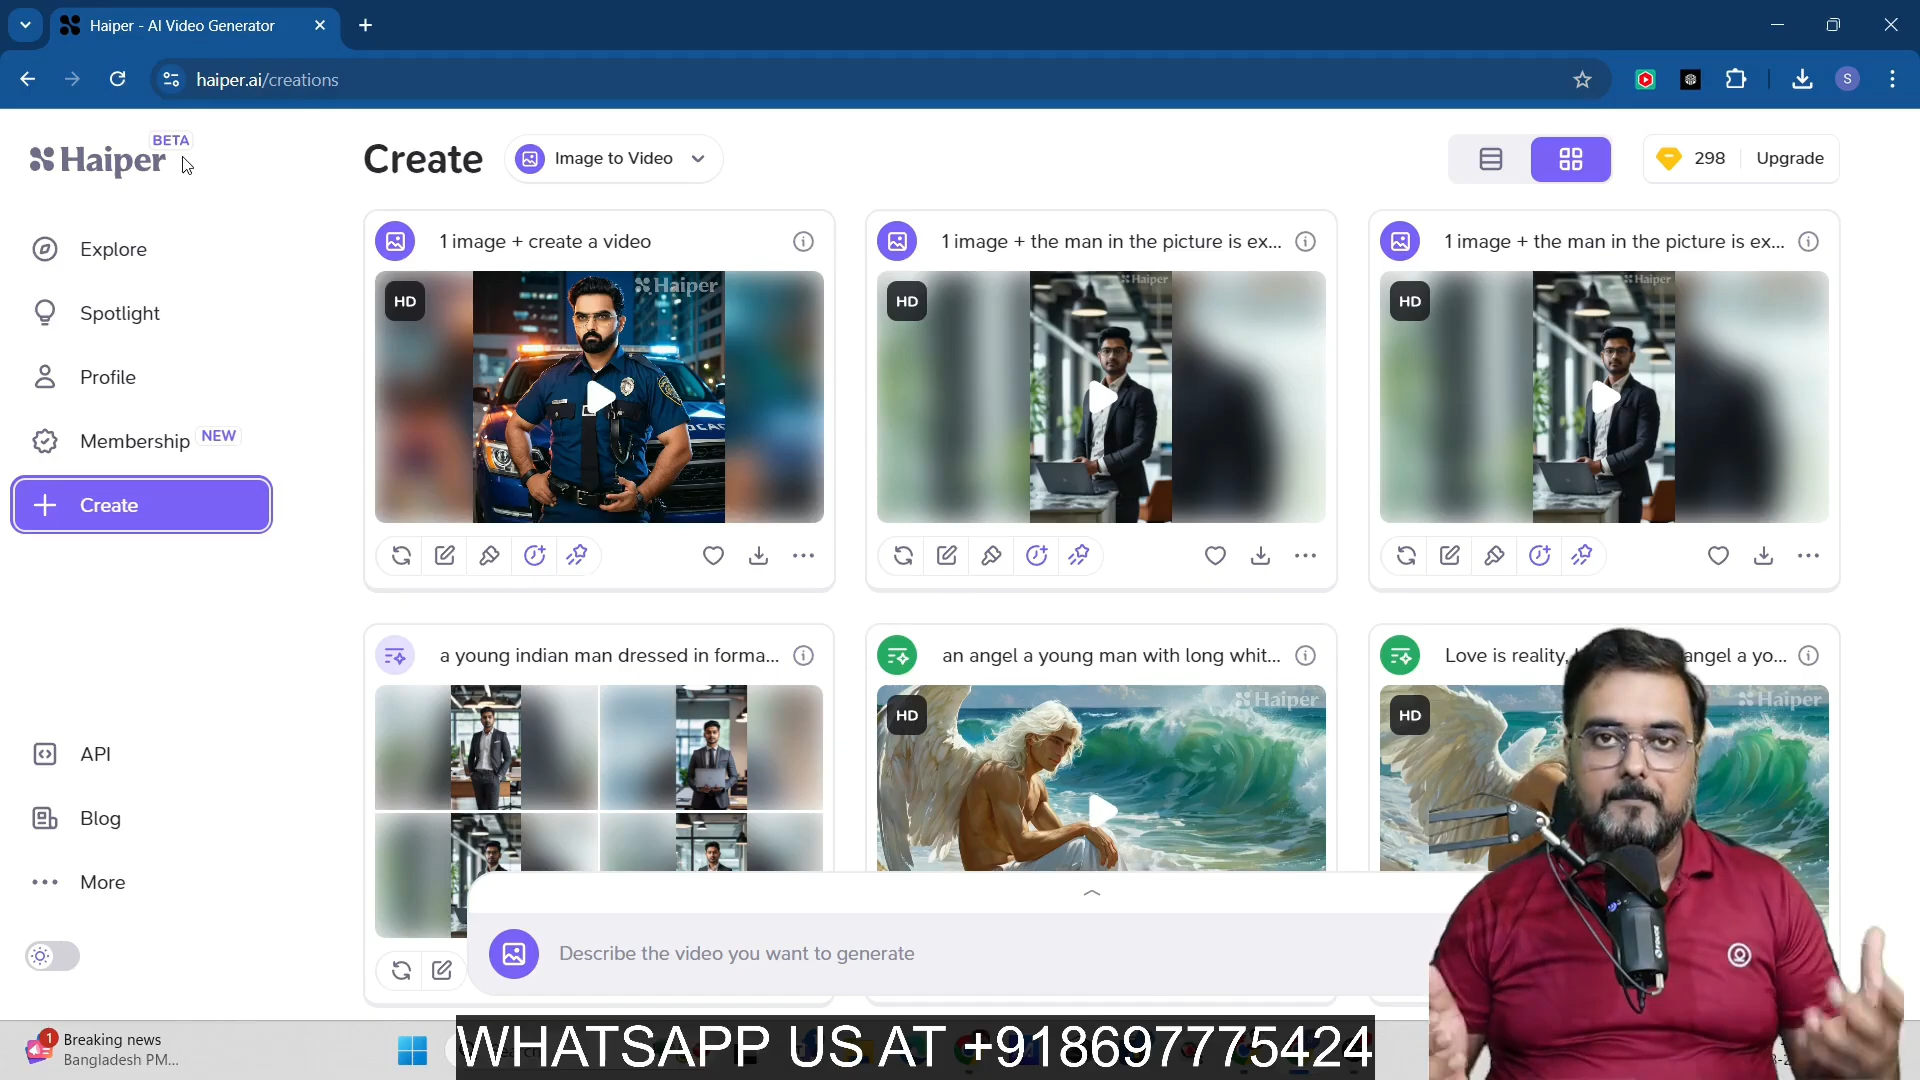 Haiper - AI Video Generator
haiper.ai/creations
S
Haiper BETA
Explore
Spotlight
Profile
Membership NEW
Create
API
Blog
More
Create
Image to Video
298 Upgrade
1 image + create a video
HD
Haiper
1 image + the man in the picture is ex...
HD
Haiper
1 image + the man in the picture is ex...
HD
Haiper
a young indian man dressed in forma...
an angel a young man with long whit...
HD
Haiper
Love is reality, angel a yo...
HD
Haiper
Describe the video you want to generate
1
Breaking news
Bangladesh PM...
WHATSAPP US AT +918697775424